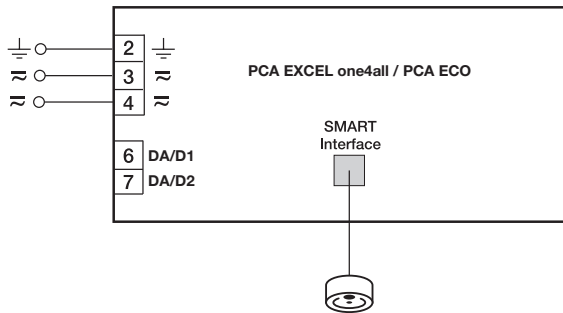 2
3
4
PCA EXCEL one4all / PCA ECO
SMART
Interface
6 DA/D1
7 DA/D2